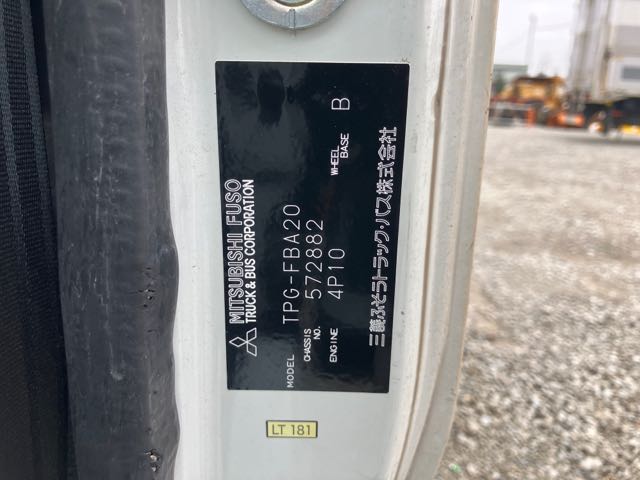 MITSUBISHI FUSO
TRUCK & BUS CORPORATION
MODEL TPG-FBA20
CHASSIS NO. 572882
ENGINE 4P10 WHEEL BASE B
三菱ふそうトラック・バス株式会社
LT 181